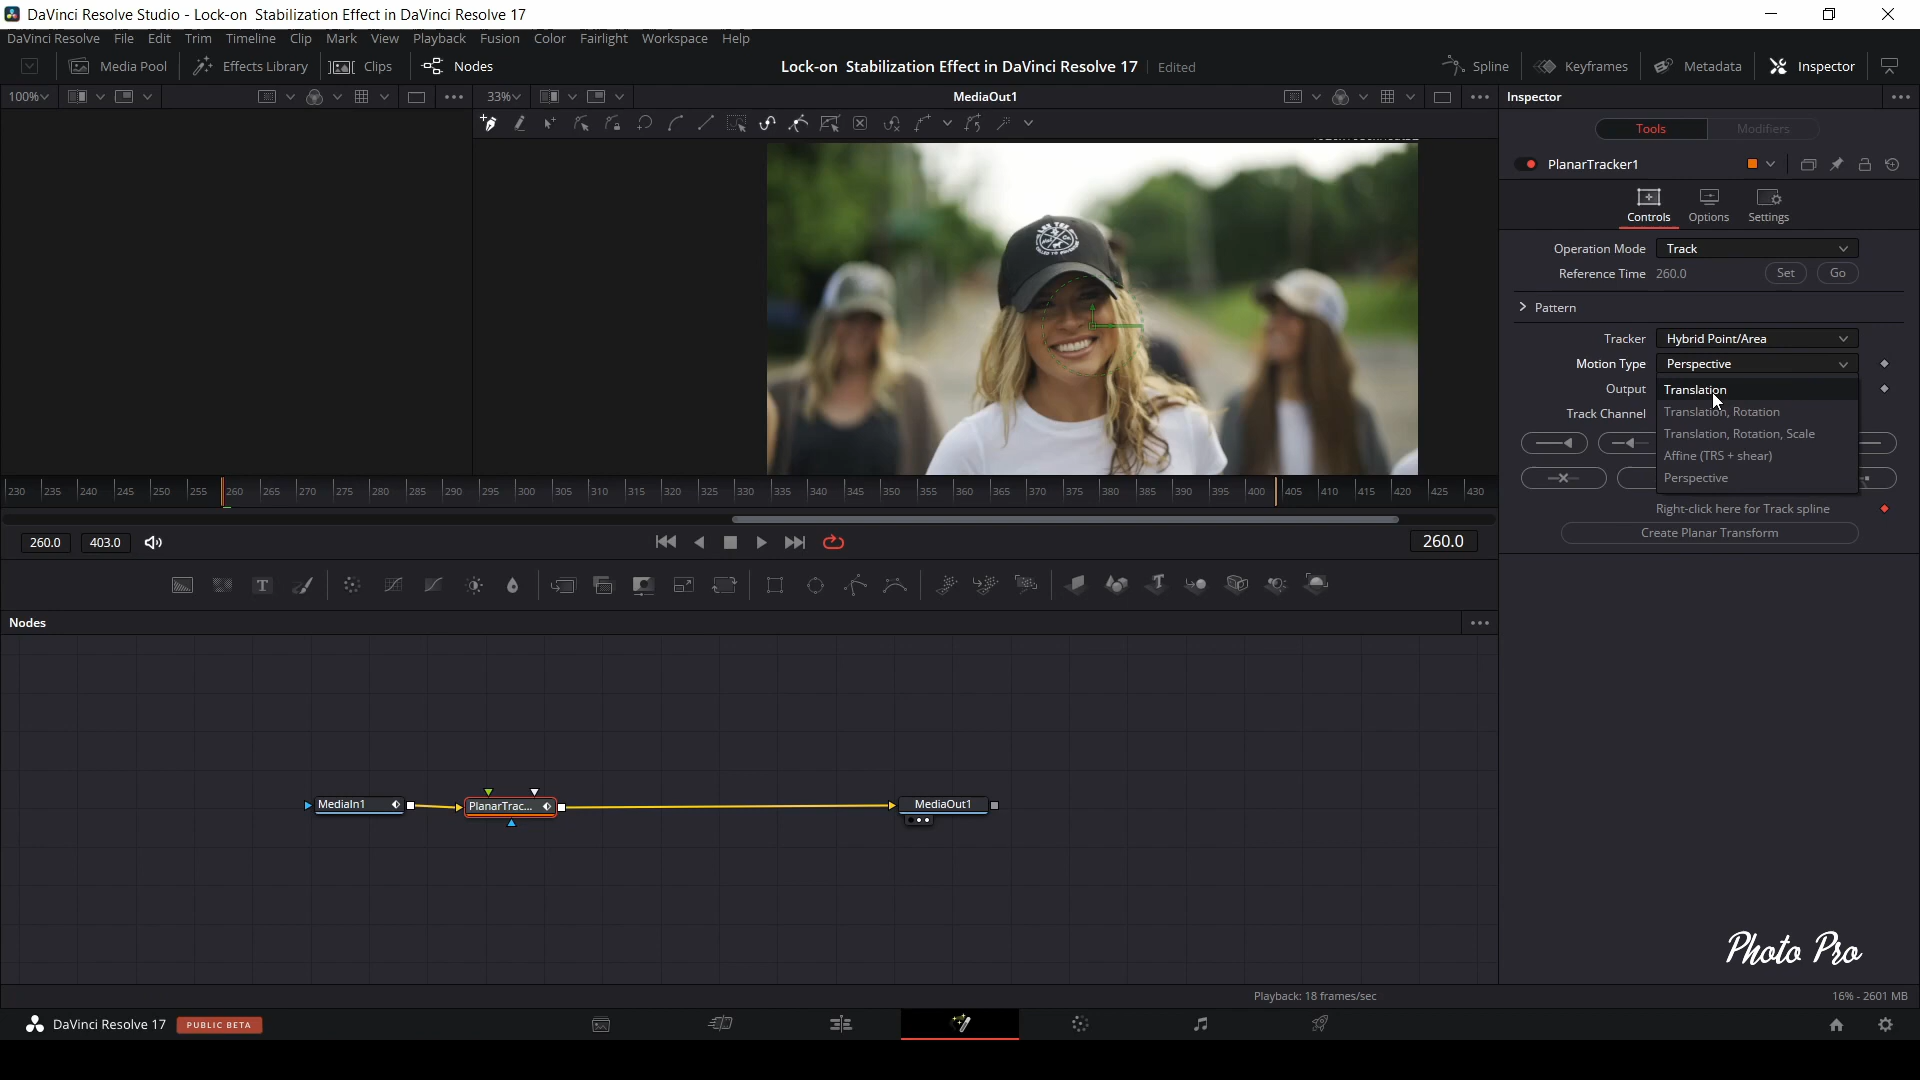 DaVinci Resolve Studio - Lock-on  Stabilization Effect in DaVinci Resolve 17
DaVinci Resolve File Edit Trim Timeline Clip Mark View Playback Fusion Color Fairlight Workspace Help
Media Pool Effects Library Clips Nodes Lock-on  Stabilization Effect in DaVinci Resolve 17 Edited Spline Keyframes Metadata Inspector
100% 33% MediaOut1 Inspector
Tools Modifiers
PlanarTracker1
Controls Options Settings
Operation Mode Track
Reference Time 260.0 Set Go
Pattern
Tracker Hybrid Point/Area
Motion Type Perspective
Output Translation
Track Channel Translation, Rotation
Translation, Rotation, Scale
Affine (TRS + shear)
Perspective
Right-click here for Track spline
Create Planar Transform
230 235 240 245 250 255 260 265 270 275 280 285 290 295 300 305 310 315 320 325 330 335 340 345 350 355 360 365 370 375 380 385 390 395 400 405 410 415 420 425 430
260.0 403.0 260.0
Nodes
MediaIn1 PlanarTrac... MediaOut1
Photo Pro
Playback: 18 frames/sec 16% - 2601 MB
DaVinci Resolve 17 PUBLIC BETA